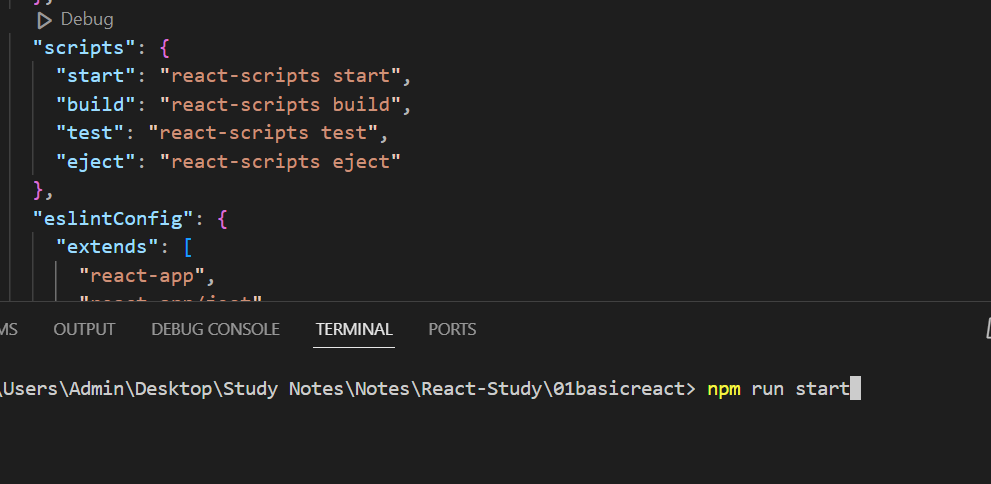 Debug
"scripts": {
"start": "react-scripts start",
"build": "react-scripts build",
"test": "react-scripts test",
"eject": "react-scripts eject"
},
"eslintConfig": {
"extends": [
"react-app",
"react-app/jest"
MS OUTPUT DEBUG CONSOLE TERMINAL PORTS
\Users\Admin\Desktop\Study Notes\Notes\React-Study\01basicreact> npm run start